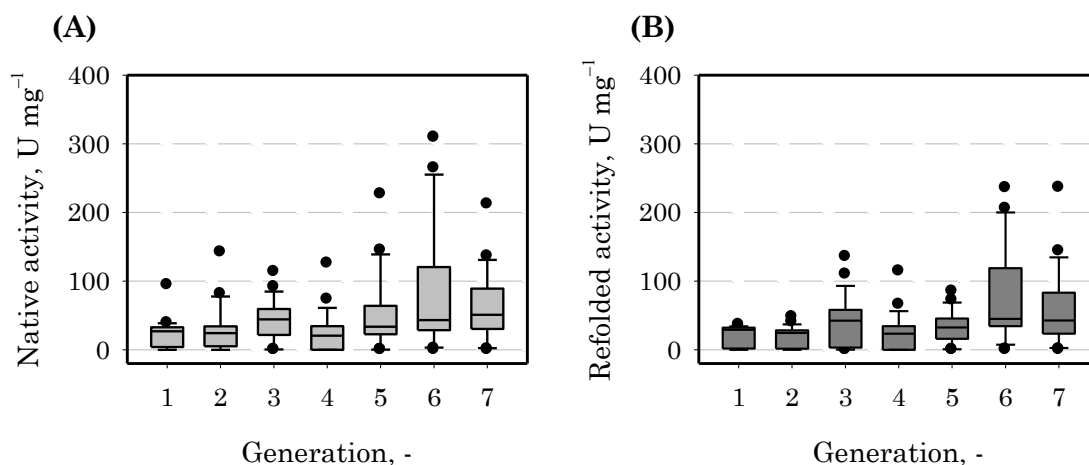 (A)
Native activity, U mg⁻¹
400
300
200
100
0
1 2 3 4 5 6 7
Generation, -
(B)
Refolded activity, U mg⁻¹
400
300
200
100
0
1 2 3 4 5 6 7
Generation, -